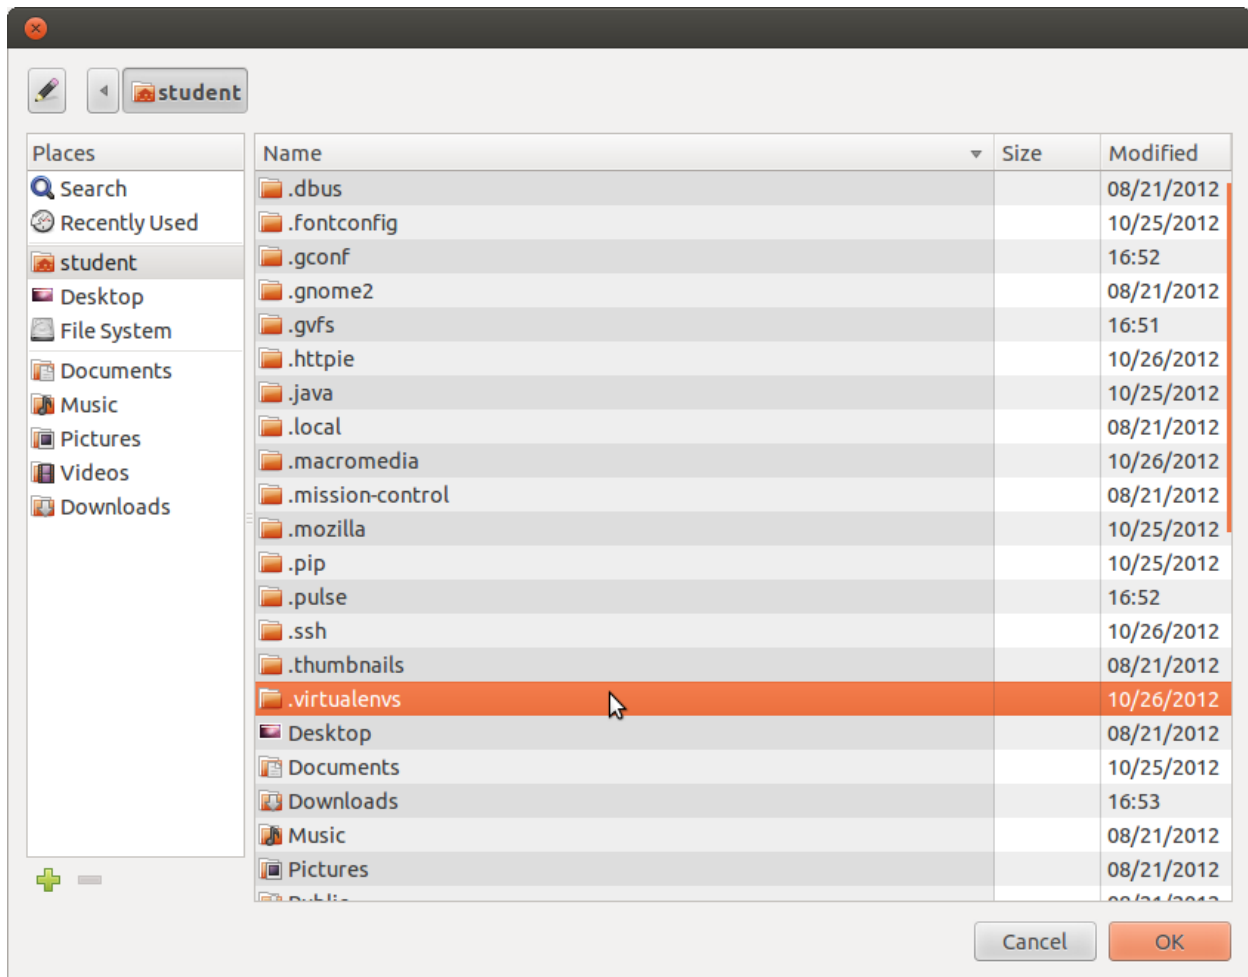 student
Places
Search
Recently Used
student
Desktop
File System
Documents
Music
Pictures
Videos
Downloads
Name Size Modified
.dbus 08/21/2012
.fontconfig 10/25/2012
.gconf 16:52
.gnome2 08/21/2012
.gvfs 16:51
.httpie 10/26/2012
.java 10/25/2012
.local 08/21/2012
.macromedia 10/26/2012
.mission-control 08/21/2012
.mozilla 10/25/2012
.pip 10/25/2012
.pulse 16:52
.ssh 10/26/2012
.thumbnails 08/21/2012
.virtualenvs 10/26/2012
Desktop 08/21/2012
Documents 10/25/2012
Downloads 16:53
Music 08/21/2012
Pictures 08/21/2012
Cancel OK